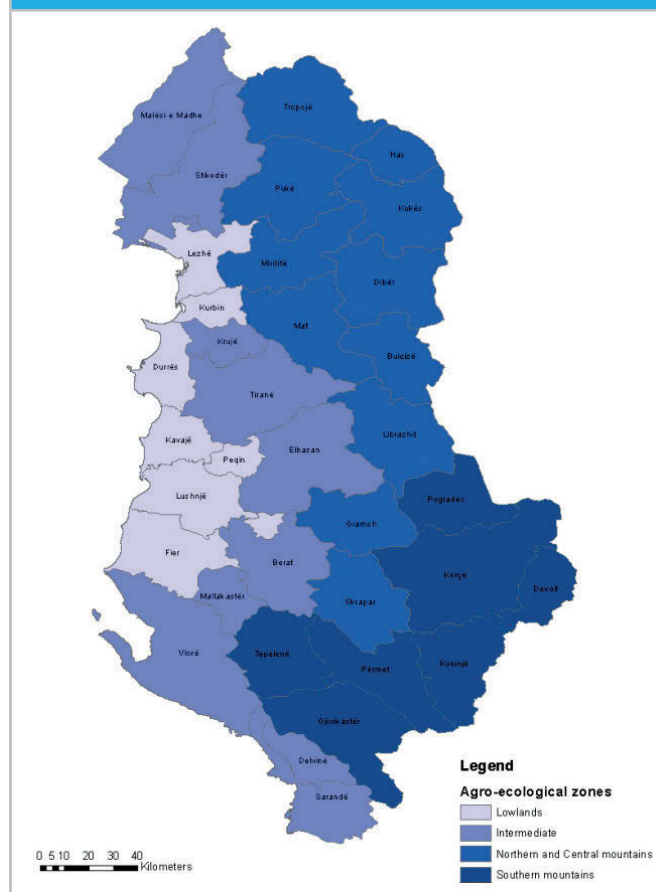 Tropojë
Malësi e Madhe
Has
Shkodër
Pukë
Kukës
Lezhë
Mirditë
Dibër
Kurbin
Mat
Krujë
Bulqizë
Durrës
Tiranë
Librazhd
Kavajë
Elbasan
Peqin
Lushnjë
Pogradec
Gramsh
Fier
Berat
Korçë
Devoll
Mallakastër
Skrapar
Vlorë
Tepelenë
Përmet
Kolonjë
Gjirokastër
Delvinë
Sarandë
Legend
Agro-ecological zones
Lowlands
Intermediate
Northern and Central mountains
Southern mountains
0 5 10 20 30 40
Kilometers